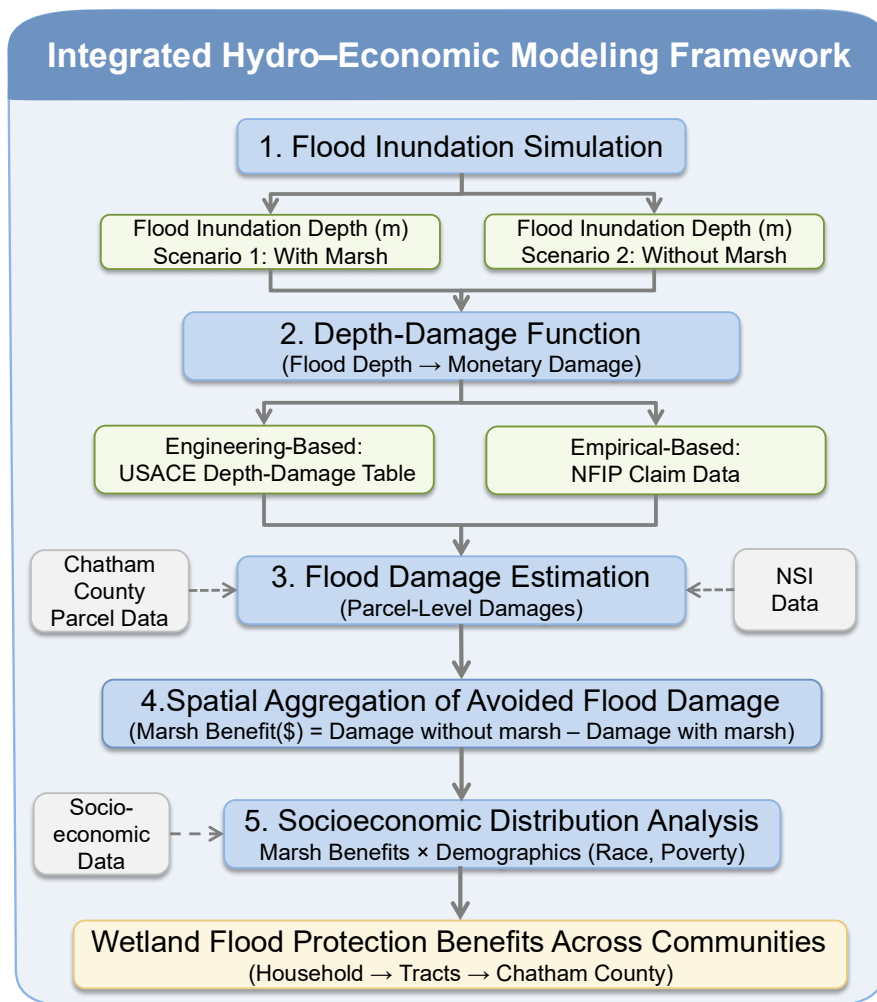 Integrated Hydro–Economic Modeling Framework
1. Flood Inundation Simulation
Flood Inundation Depth (m)
Scenario 1: With Marsh
Flood Inundation Depth (m)
Scenario 2: Without Marsh
2. Depth-Damage Function
(Flood Depth → Monetary Damage)
Engineering-Based:
USACE Depth-Damage Table
Empirical-Based:
NFIP Claim Data
Chatham
County
Parcel Data
3. Flood Damage Estimation
(Parcel-Level Damages)
NSI
Data
4.Spatial Aggregation of Avoided Flood Damage
(Marsh Benefit($) = Damage without marsh – Damage with marsh)
Socio-
economic
Data
5. Socioeconomic Distribution Analysis
Marsh Benefits × Demographics (Race, Poverty)
Wetland Flood Protection Benefits Across Communities
(Household → Tracts → Chatham County)